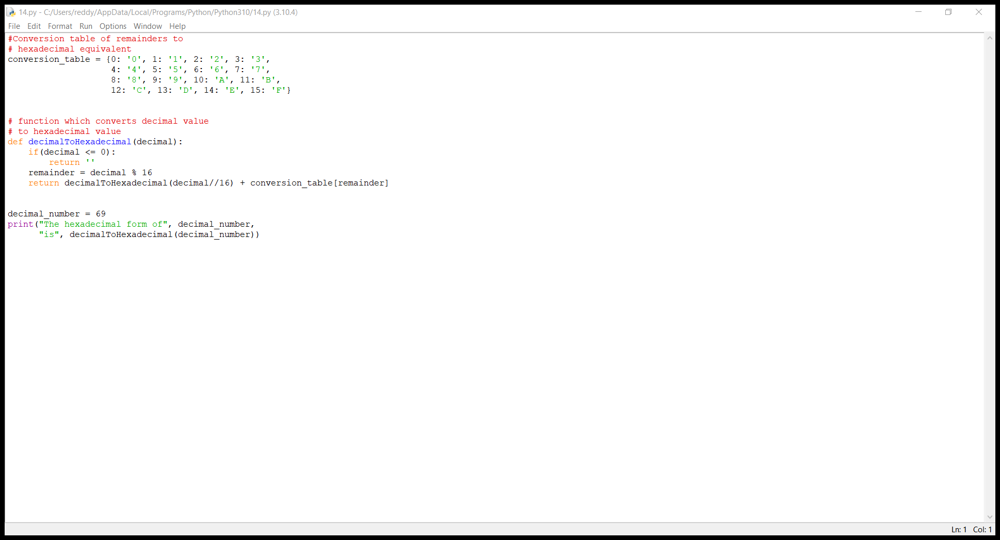 14.py - C:/Users/reddy/AppData/Local/Programs/Python/Python310/14.py (3.10.4)
File Edit Format Run Options Window Help
#Conversion table of remainders to
# hexadecimal equivalent
conversion_table = {0: '0', 1: '1', 2: '2', 3: '3',
                    4: '4', 5: '5', 6: '6', 7: '7',
                    8: '8', 9: '9', 10: 'A', 11: 'B',
                    12: 'C', 13: 'D', 14: 'E', 15: 'F'}
# function which converts decimal value
# to hexadecimal value
def decimalToHexadecimal(decimal):
    if(decimal <= 0):
        return ''
    remainder = decimal % 16
    return decimalToHexadecimal(decimal//16) + conversion_table[remainder]
decimal_number = 69
print("The hexadecimal form of", decimal_number,
      "is", decimalToHexadecimal(decimal_number))
Ln: 1 Col: 1